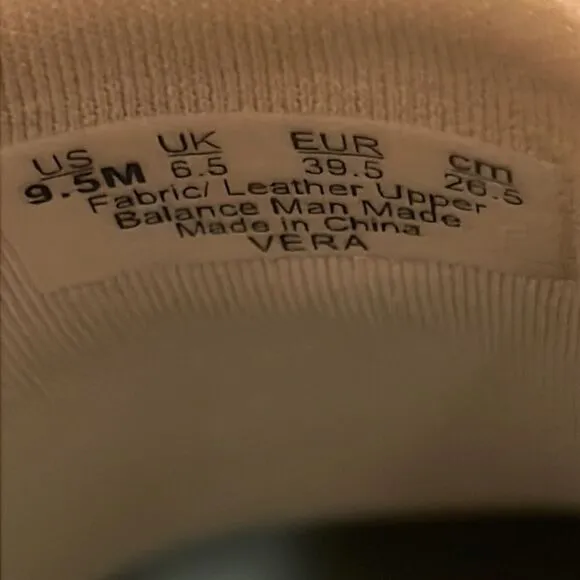 US UK EUR cm
9.5M 6.5 39.5 26.5
Fabric/ Leather Upper
Balance Man Made
Made in China
VERA